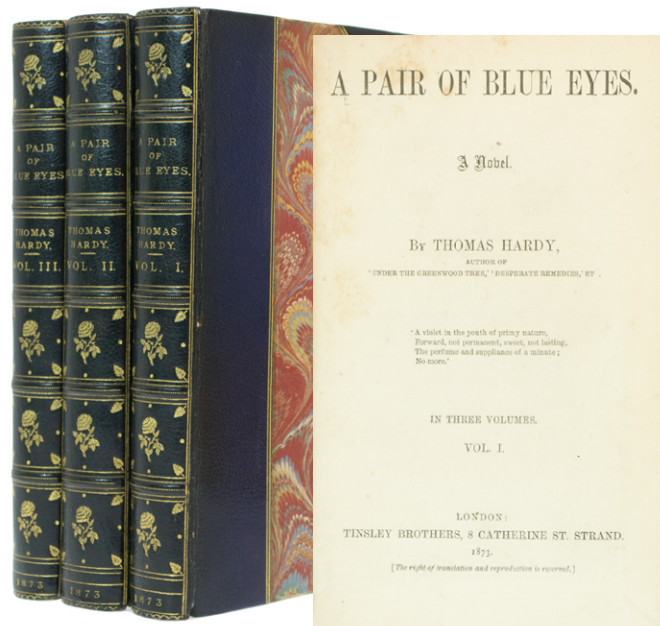 A PAIR
OF
BLUE EYES
THOMAS
HARDY.
VOL. III.
1873
A PAIR
OF
BLUE EYES.
THOMAS
HARDY.
VOL. II.
1873
A PAIR
OF
BLUE EYES.
THOMAS
HARDY.
VOL. I.
1873
A PAIR OF BLUE EYES.
A Novel.
BY THOMAS HARDY,
AUTHOR OF
'UNDER THE GREENWOOD TREE,' 'DESPERATE REMEDIES,' ET .
'A violet in the youth of primy nature,
Forward, not permanent, sweet, not lasting,
The perfume and suppliance of a minute;
No more.'
IN THREE VOLUMES.
VOL. I.
LONDON:
TINSLEY BROTHERS, 8 CATHERINE ST. STRAND.
1873.
[The right of translation and reproduction is reserved.]